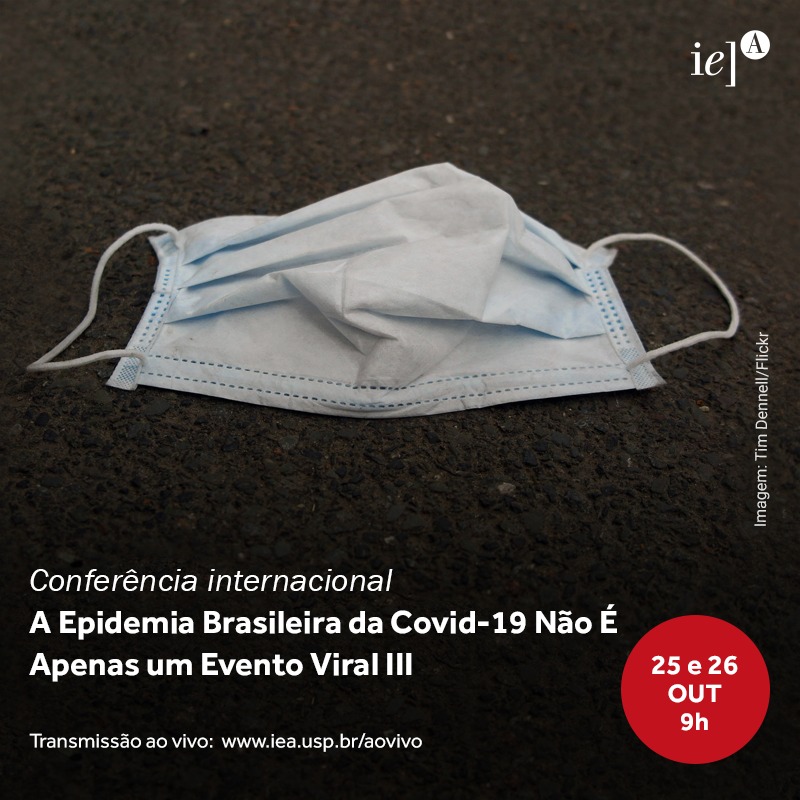 ie]A
Imagem: Tim Dennell/Flickr
Conferência internacional
A Epidemia Brasileira da Covid-19 Não É
Apenas um Evento Viral III
25 e 26
OUT
9h
Transmissão ao vivo: www.iea.usp.br/aovivo